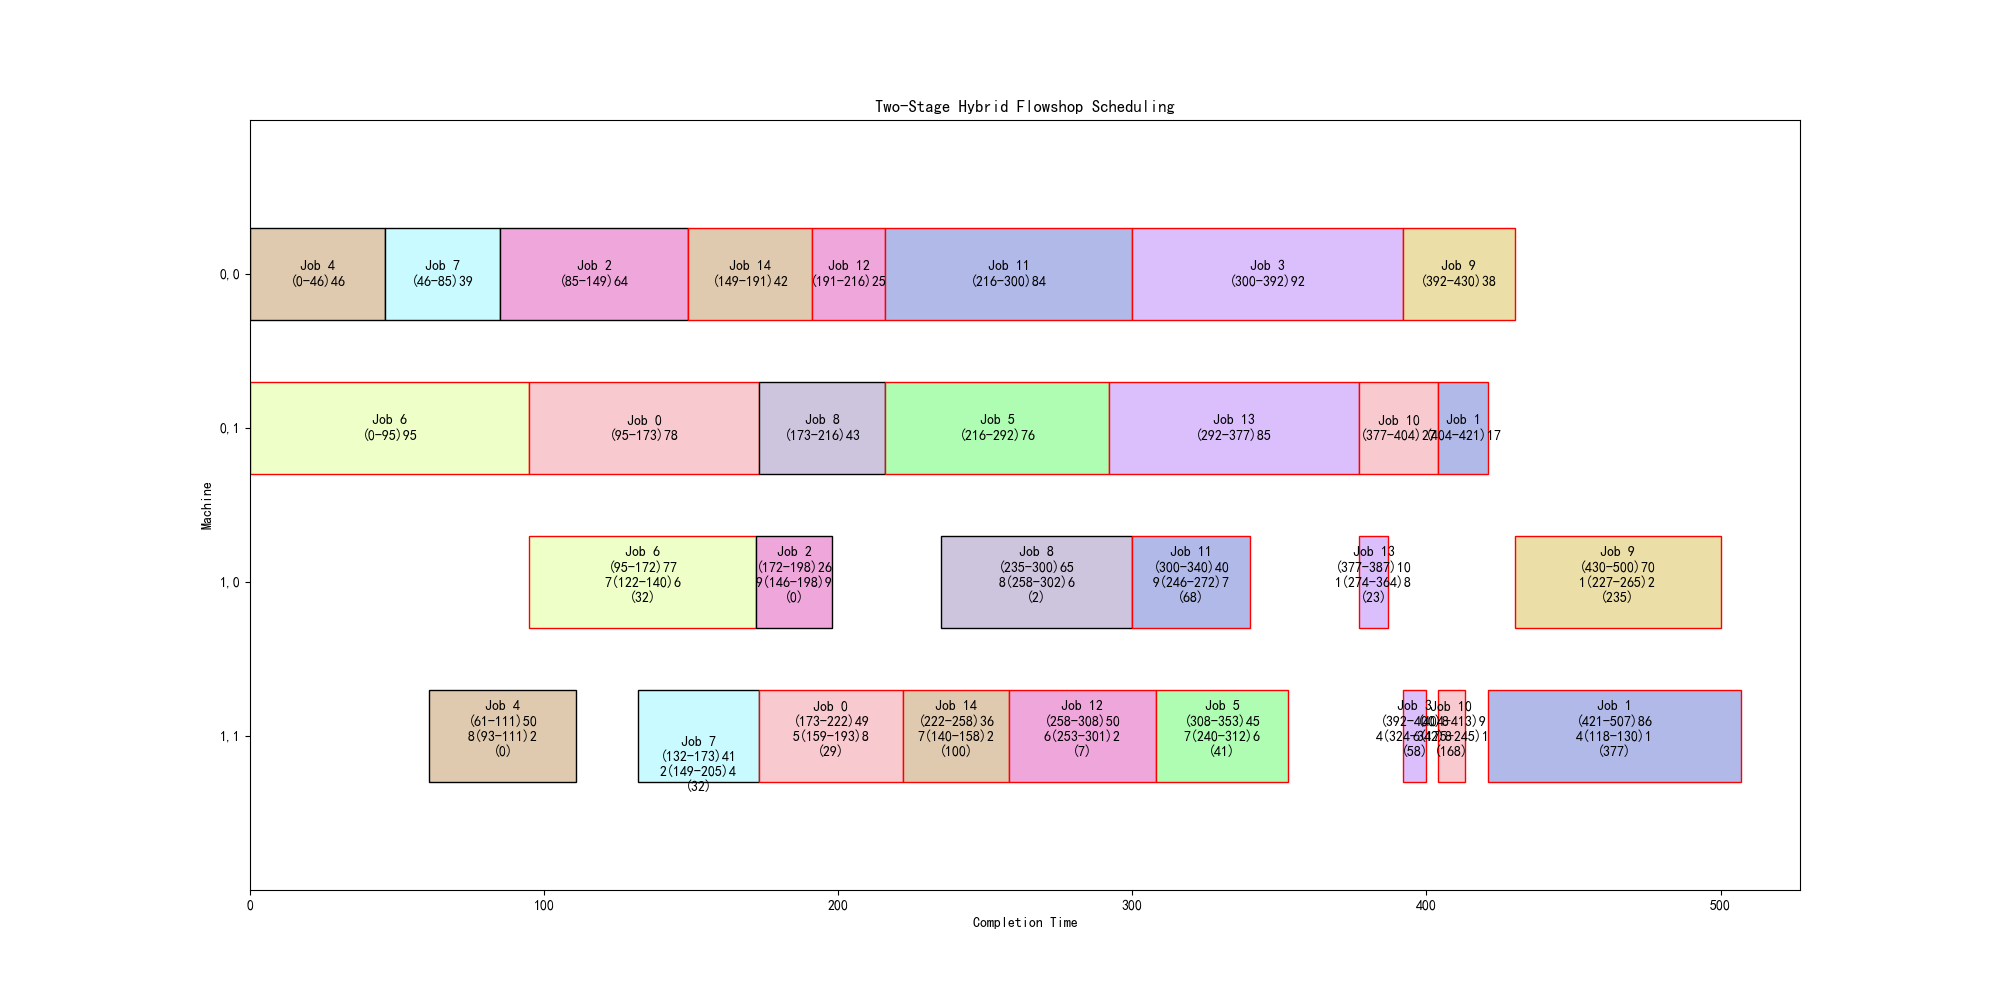 Two-Stage Hybrid Flowshop Scheduling
0,0
Job 4
(0-46)46
Job 7
(46-85)39
Job 2
(85-149)64
Job 14
(149-191)42
Job 12
(191-216)25
Job 11
(216-300)84
Job 3
(300-392)92
Job 9
(392-430)38
0,1
Job 6
(0-95)95
Job 0
(95-173)78
Job 8
(173-216)43
Job 5
(216-292)76
Job 13
(292-377)85
Job 10
(377-404)27
Job 1
(404-421)17
Machine
1,0
Job 6
(95-172)77
7(122-140)6
(32)
Job 2
(172-198)26
9(146-198)9
(0)
Job 8
(235-300)65
8(258-302)6
(2)
Job 11
(300-340)40
9(246-272)7
(68)
Job 13
(377-387)10
1(274-364)8
(23)
Job 9
(430-500)70
1(227-265)2
(235)
1,1
Job 4
(61-111)50
8(93-111)2
(0)
Job 7
(132-173)41
2(149-205)4
(32)
Job 0
(173-222)49
5(159-193)8
(29)
Job 14
(222-258)36
7(140-158)2
(100)
Job 12
(258-308)50
6(253-301)2
(7)
Job 5
(308-353)45
7(240-312)6
(41)
Job 3
(392-400)8
(58)
Job 10
(404-413)9
(168)
Job 1
(421-507)86
4(118-130)1
(377)
0
100
200
300
400
500
Completion Time